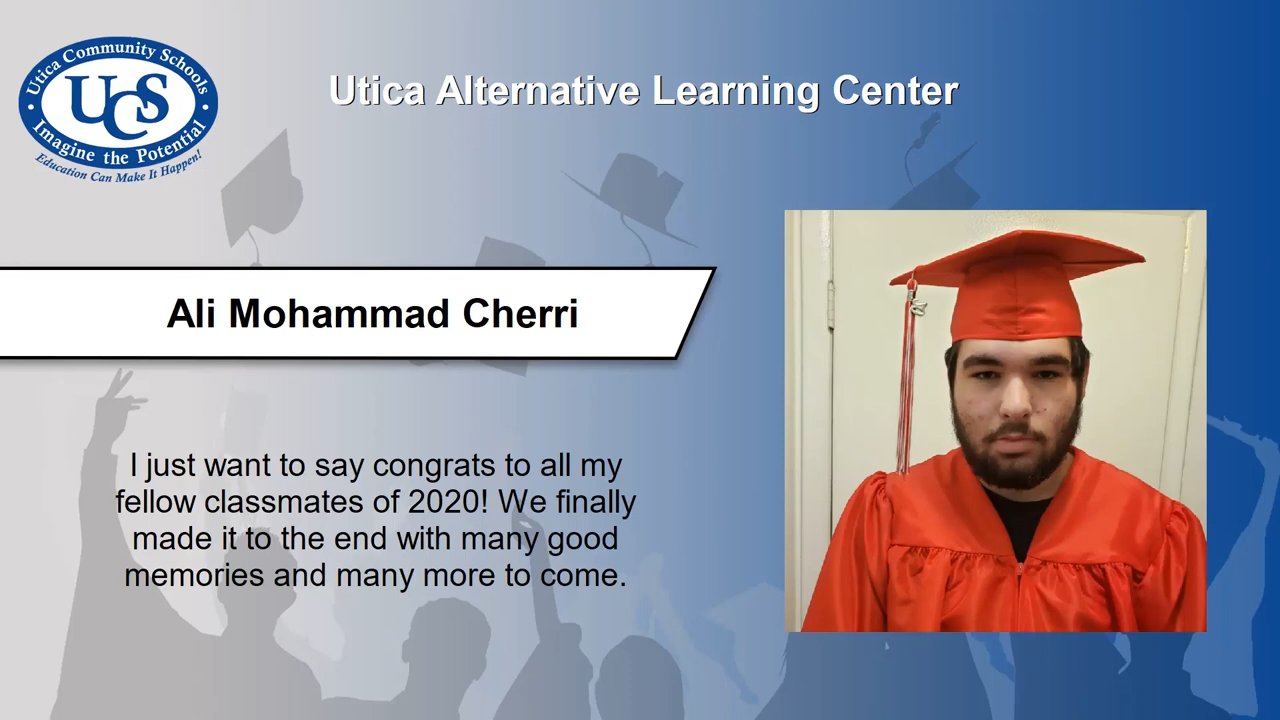 Utica Community Schools
UCS
Imagine the Potential
Education Can Make It Happen!
Utica Alternative Learning Center
Ali Mohammad Cherri
I just want to say congrats to all my
fellow classmates of 2020! We finally
made it to the end with many good
memories and many more to come.